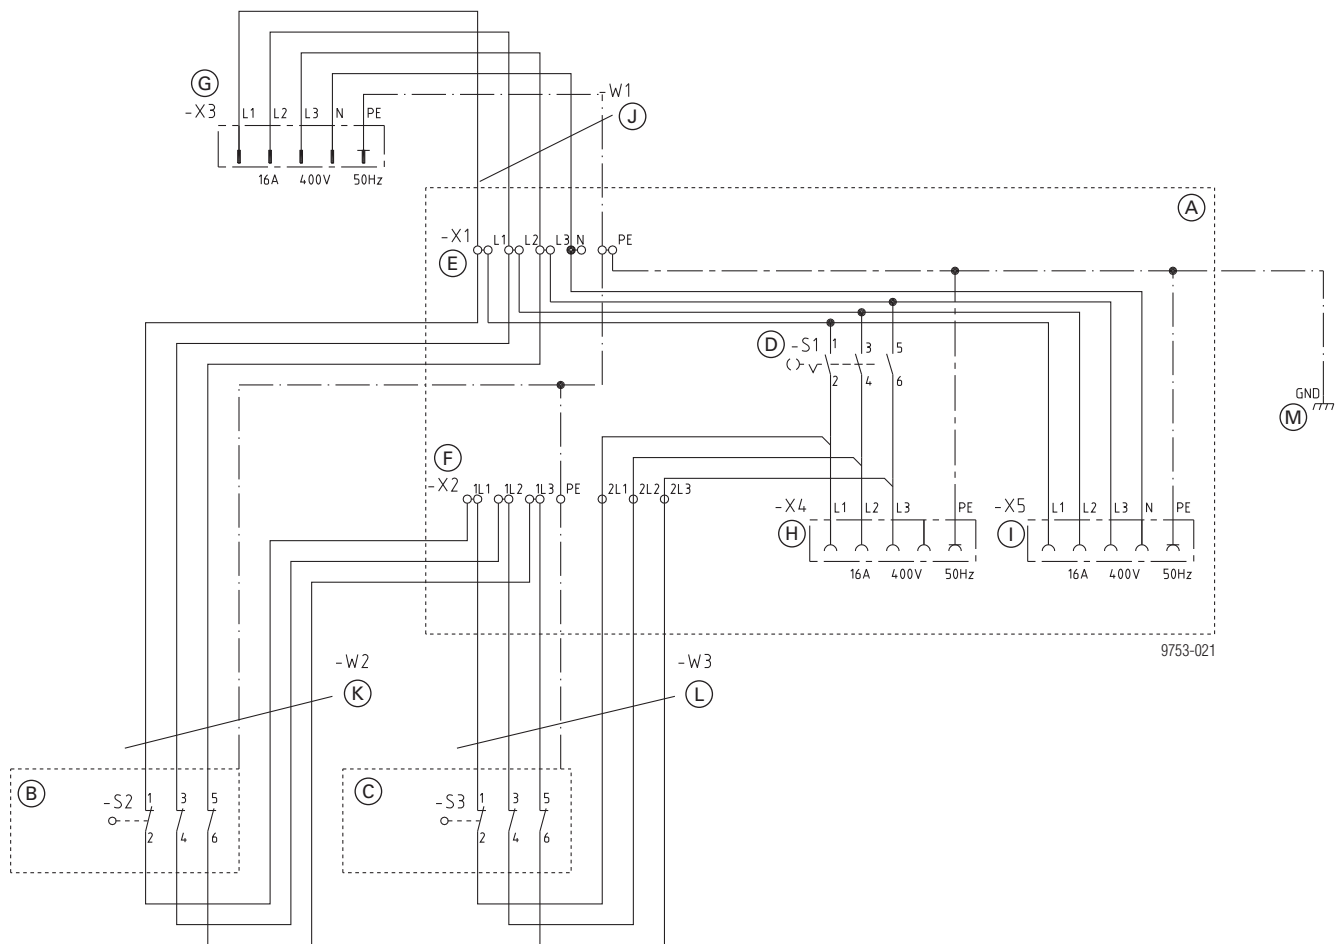 G
-W1
-X3 L1 L2 L3 N PE
J
16A 400V 50Hz
A
-X1 L1 L2 L3 N PE
E
D -S1 1 3 5
2 4 6
GND
M
F
-X2 1L1 1L2 1L3 PE 2L1 2L2 2L3
-X4 L1 L2 L3 PE
-X5 L1 L2 L3 N PE
H
I
16A 400V 50Hz
16A 400V 50Hz
9753-021
-W2
-W3
K
L
B
C
-S2 1 3 5
-S3 1 3 5
2 4 6
2 4 6